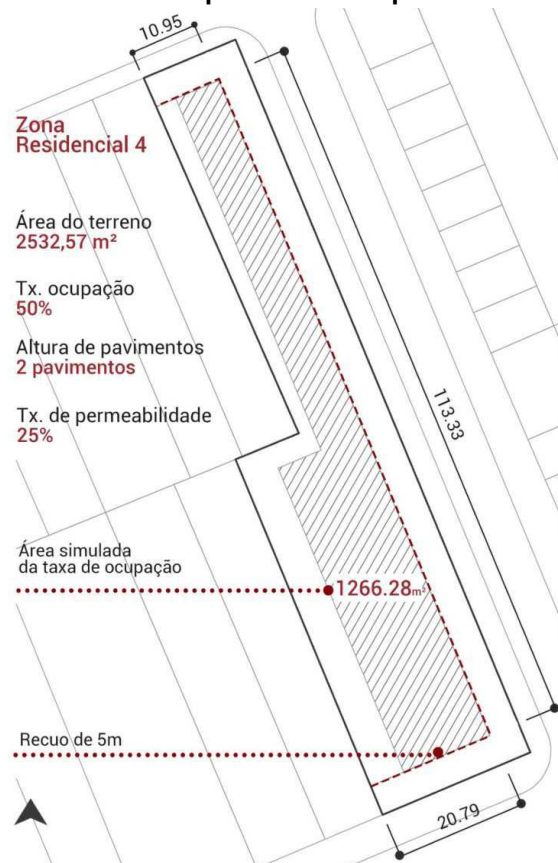 10.95
Zona
Residencial 4
Área do terreno
2532,57 m²
Tx. ocupação
50%
Altura de pavimentos
2 pavimentos
Tx. de permeabilidade
25%
113.33
Área simulada
da taxa de ocupação
1266.28m²
Recuo de 5m
20.79